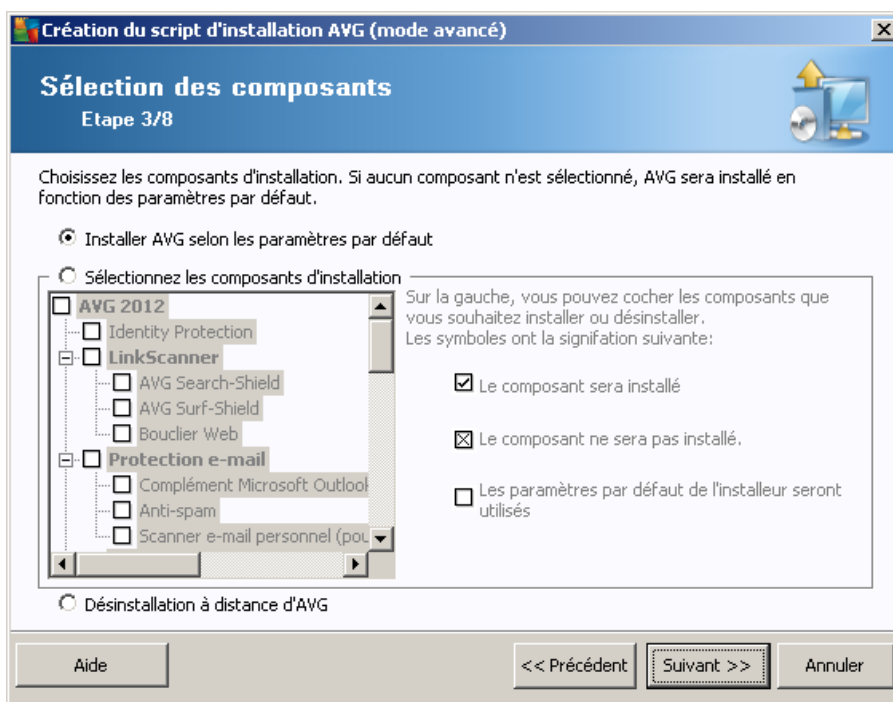 Création du script d'installation AVG (mode avancé)
Sélection des composants
Etape 3/8
Choisissez les composants d'installation. Si aucun composant n'est sélectionné, AVG sera installé en
fonction des paramètres par défaut.
Installer AVG selon les paramètres par défaut
Sélectionnez les composants d'installation
AVG 2012
Identity Protection
LinkScanner
AVG Search-Shield
AVG Surf-Shield
Bouclier Web
Protection e-mail
Complément Microsoft Outlook
Anti-spam
Scanner e-mail personnel (pou
Sur la gauche, vous pouvez cocher les composants que
vous souhaitez installer ou désinstaller.
Les symboles ont la signifation suivante:
Le composant sera installé
Le composant ne sera pas installé.
Les paramètres par défaut de l'installeur seront
utilisés
Désinstallation à distance d'AVG
Aide
<< Précédent
Suivant >>
Annuler